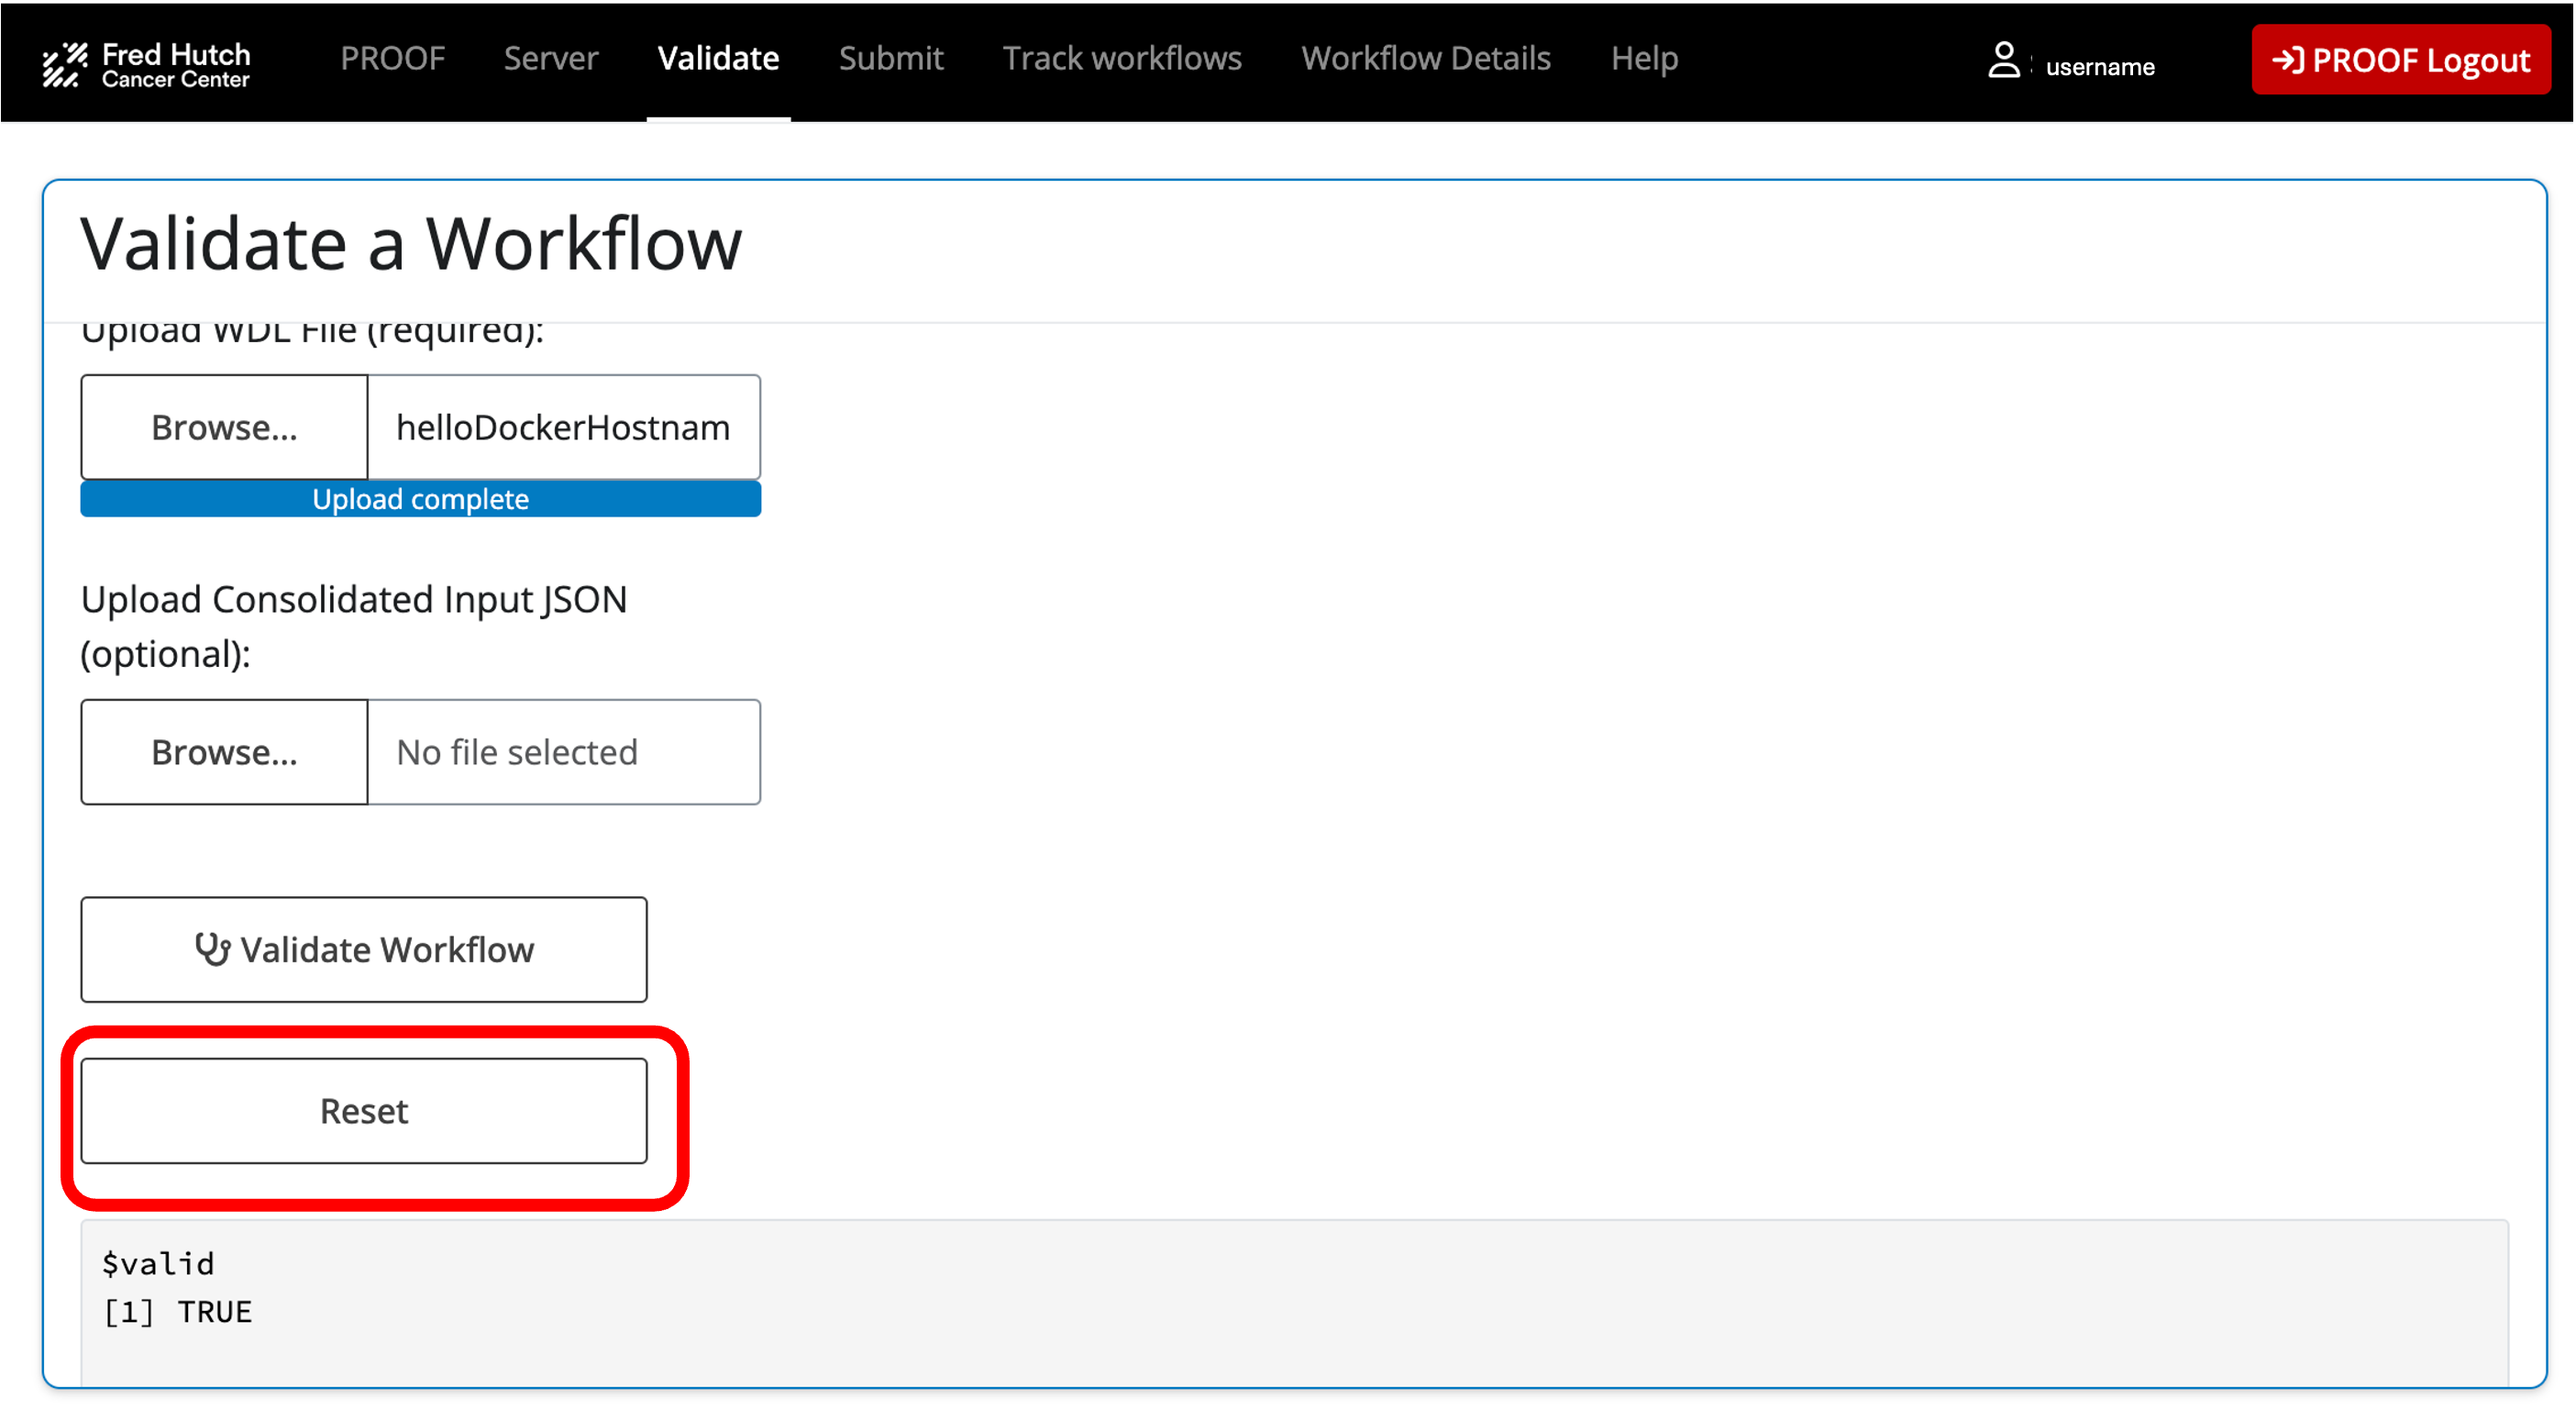 Fred Hutch
Cancer Center
PROOF
Server
Validate
Submit
Track workflows
Workflow Details
Help
username
PROOF Logout
Validate a Workflow
Upload WDL File (required):
Browse...
helloDockerHostnam
Upload complete
Upload Consolidated Input JSON
(optional):
Browse...
No file selected
Validate Workflow
Reset
$valid
[1] TRUE